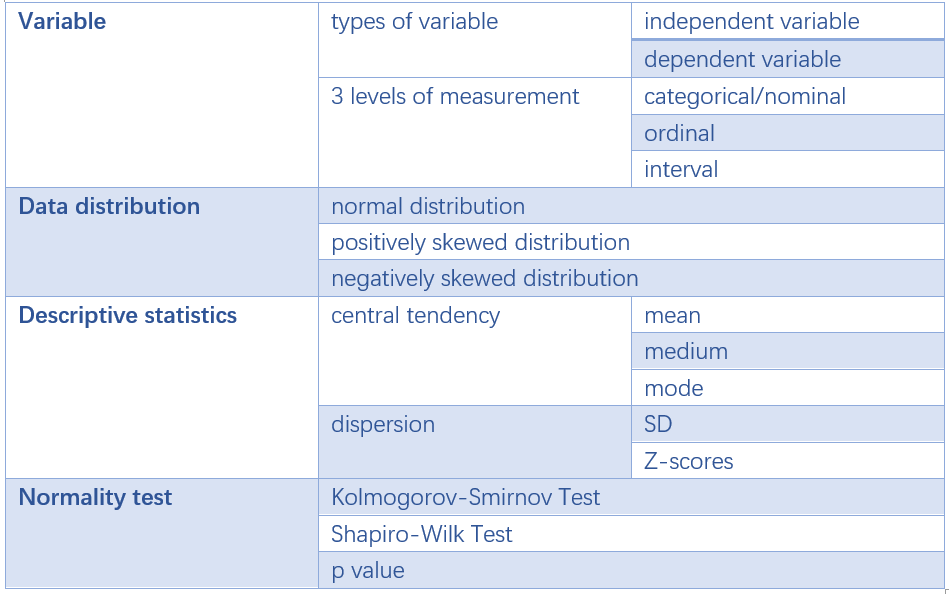 Variable
types of variable
independent variable
dependent variable
3 levels of measurement
categorical/nominal
ordinal
interval
Data distribution
normal distribution
positively skewed distribution
negatively skewed distribution
Descriptive statistics
central tendency
mean
medium
mode
dispersion
SD
Z-scores
Normality test
Kolmogorov-Smirnov Test
Shapiro-Wilk Test
p value